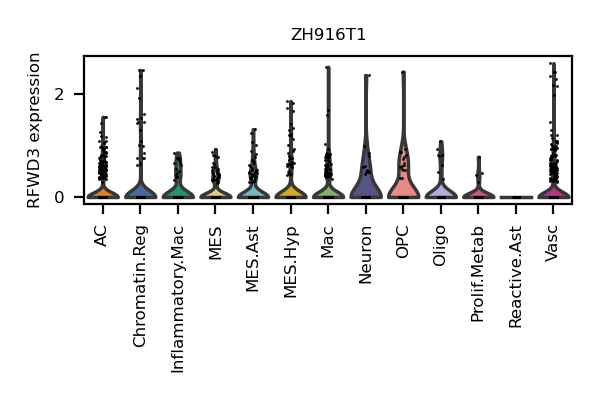 ZH916T1
RFWD3 expression
2
0
AC
Chromatin.Reg
Inflammatory.Mac
MES
MES.Ast
MES.Hyp
Mac
Neuron
OPC
Oligo
Prolif.Metab
Reactive.Ast
Vasc